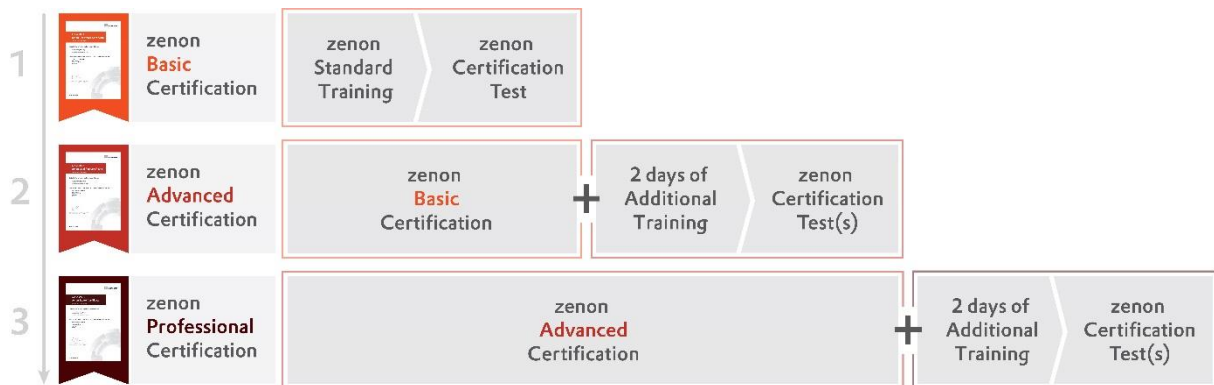 1
zenon
Basic
Certification
zenon
Standard
Training
zenon
Certification
Test
2
zenon
Advanced
Certification
zenon
Basic
Certification
+
2 days of
Additional
Training
zenon
Certification
Test(s)
3
zenon
Professional
Certification
zenon
Advanced
Certification
+
2 days of
Additional
Training
zenon
Certification
Test(s)